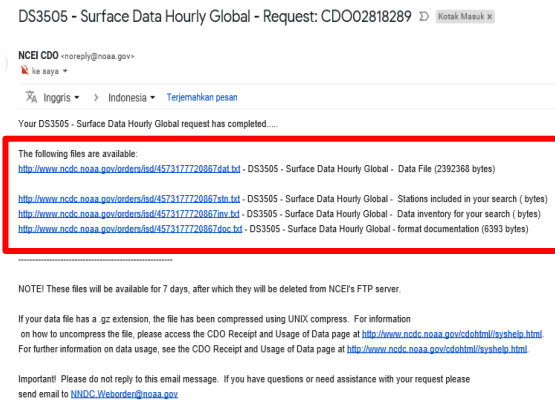 DS3505 - Surface Data Hourly Global - Request: CDO02818289 Kotak Masuk x
NCEI CDO <noreply@noaa.gov>
ke saya
Inggris > Indonesia Terjemahkan pesan
Your DS3505 - Surface Data Hourly Global request has completed.....
The following files are available:
http://www.ncdc.noaa.gov/orders/isd/4573177720867dat.txt - DS3505 - Surface Data Hourly Global - Data File (2392368 bytes)
http://www.ncdc.noaa.gov/orders/isd/4573177720867stn.txt - DS3505 - Surface Data Hourly Global - Stations included in your search ( bytes)
http://www.ncdc.noaa.gov/orders/isd/4573177720867inv.txt - DS3505 - Surface Data Hourly Global - Data inventory for your search ( bytes)
http://www.ncdc.noaa.gov/orders/isd/4573177720867doc.txt - DS3505 - Surface Data Hourly Global - format documentation (6393 bytes)
------------------------------------------------------
NOTE! These files will be available for 7 days, after which they will be deleted from NCEI's FTP server.
If your data file has a .gz extension, the file has been compressed using UNIX compress. For information
on how to uncompress the file, please access the CDO Receipt and Usage of Data page at http://www.ncdc.noaa.gov/cdohtml//syshelp.html.
For further information on data usage, see the CDO Receipt and Usage of Data page at http://www.ncdc.noaa.gov/cdohtml//syshelp.html.
Important! Please do not reply to this email message. If you have questions or need assistance with your request please
send email to NNDC.Weborder@noaa.gov